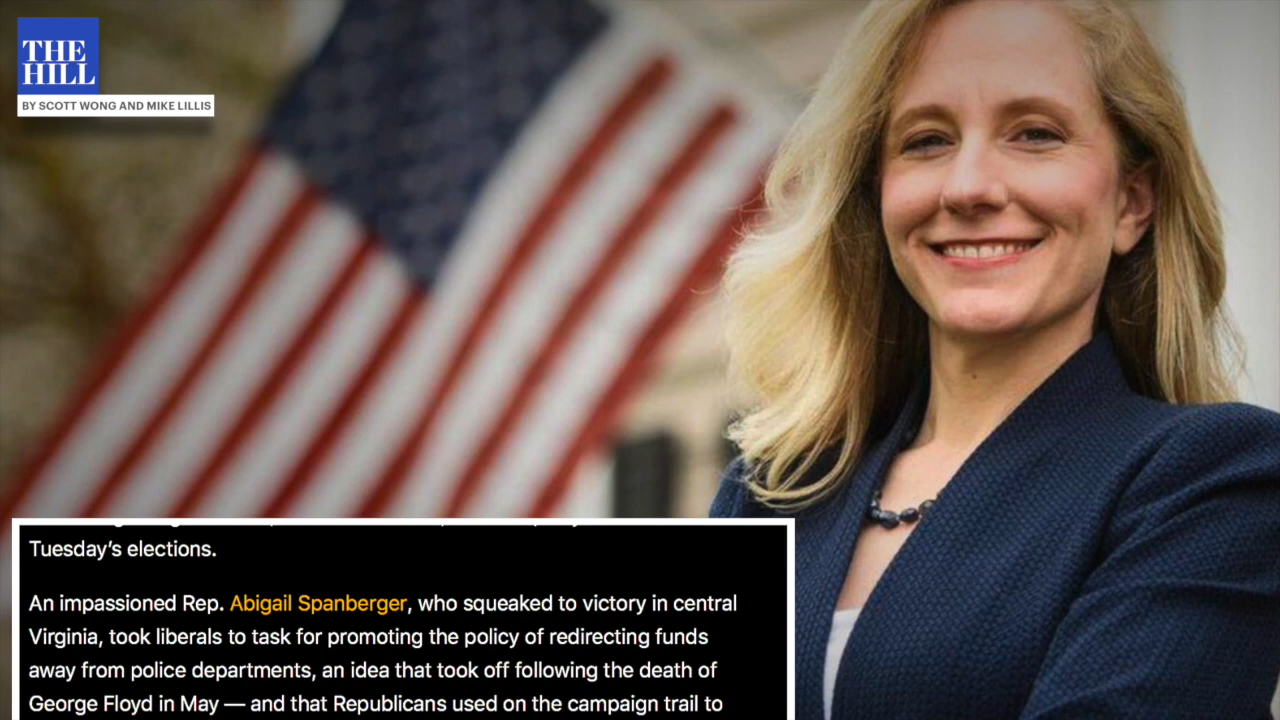 THE
HILL
BY SCOTT WONG AND MIKE LILLIS
Tuesday’s elections.
An impassioned Rep. Abigail Spanberger, who squeaked to victory in central
Virginia, took liberals to task for promoting the policy of redirecting funds
away from police departments, an idea that took off following the death of
George Floyd in May — and that Republicans used on the campaign trail to